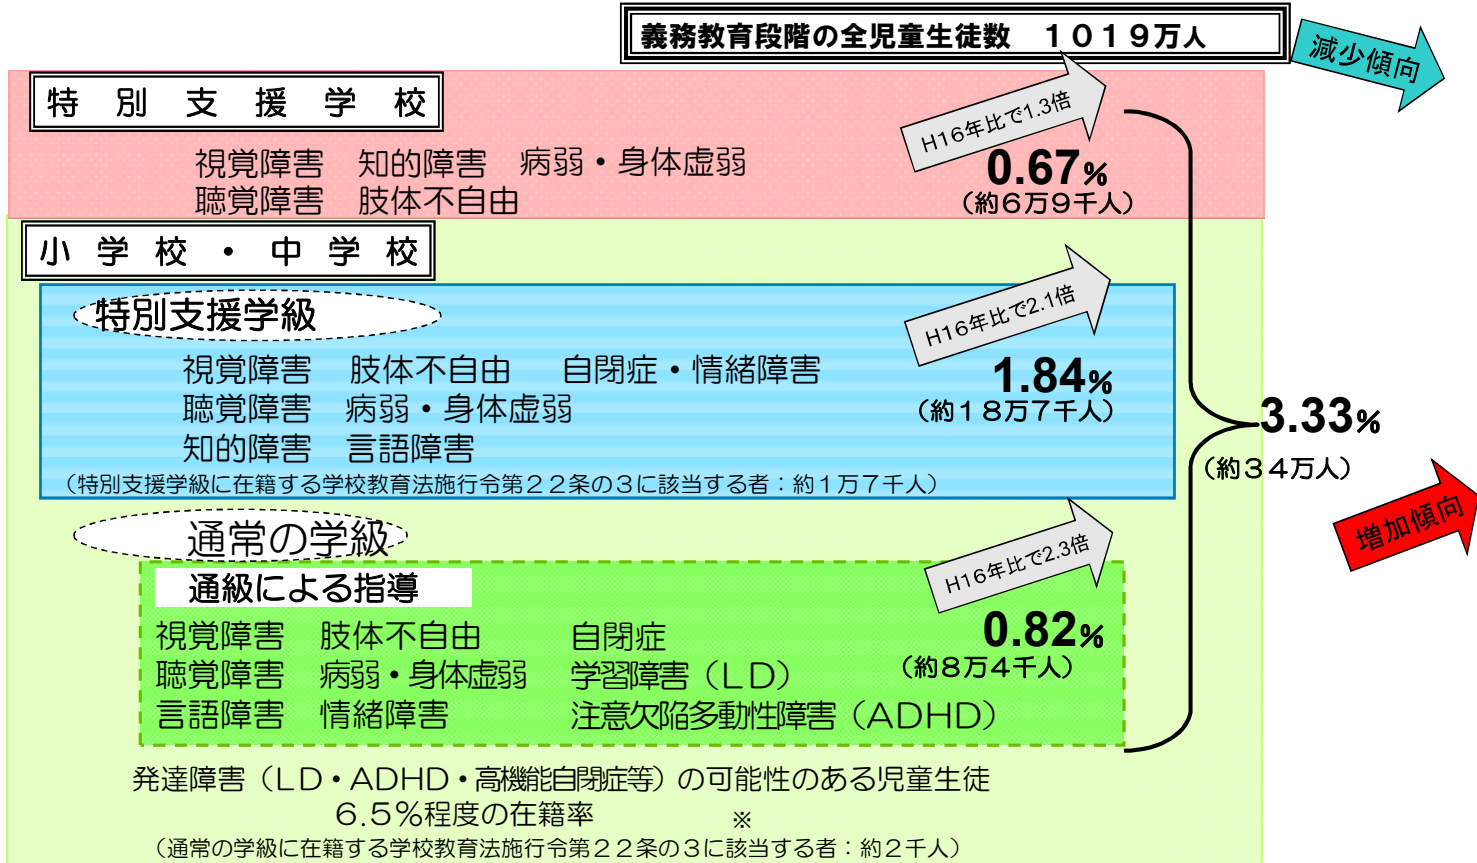 義務教育段階の全児童生徒数　１０１９万人
減少傾向
特別支援学校
H16年比で1.3倍
視覚障害　知的障害　病弱・身体虚弱
聴覚障害　肢体不自由
0.67%
（約６万９千人）
小学校・中学校
特別支援学級
H16年比で2.1倍
視覚障害　肢体不自由　自閉症・情緒障害
聴覚障害　病弱・身体虚弱
知的障害　言語障害
1.84%
（約１８万７千人）
（特別支援学級に在籍する学校教育法施行令第２２条の３に該当する者：約１万７千人）
3.33%
（約３４万人）
増加傾向
通常の学級
通級による指導
H16年比で2.3倍
視覚障害　肢体不自由　自閉症
聴覚障害　病弱・身体虚弱　学習障害（ＬＤ）
言語障害　情緒障害　注意欠陥多動性障害（ＡＤＨＤ）
0.82%
（約８万４千人）
発達障害（ＬＤ・ＡＤＨＤ・高機能自閉症等）の可能性のある児童生徒
６.５％程度の在籍率　※
（通常の学級に在籍する学校教育法施行令第２２条の３に該当する者：約２千人）